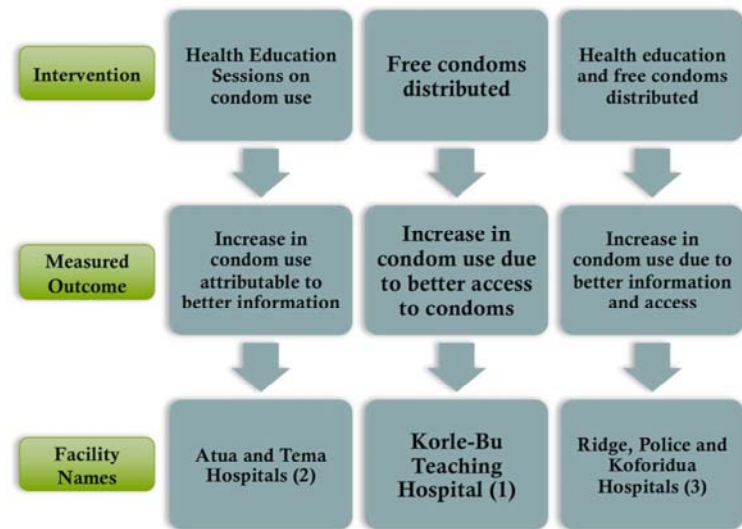 Intervention
Health Education
Sessions on
condom use
Free condoms
distributed
Health education
and free condoms
distributed
Measured
Outcome
Increase in
condom use
attributable to
better information
Increase in
condom use due
to better access
to condoms
Increase in
condom use due to
better information
and access
Facility
Names
Atua and Tema
Hospitals (2)
Korle-Bu
Teaching
Hospital (1)
Ridge, Police and
Koforidua
Hospitals (3)